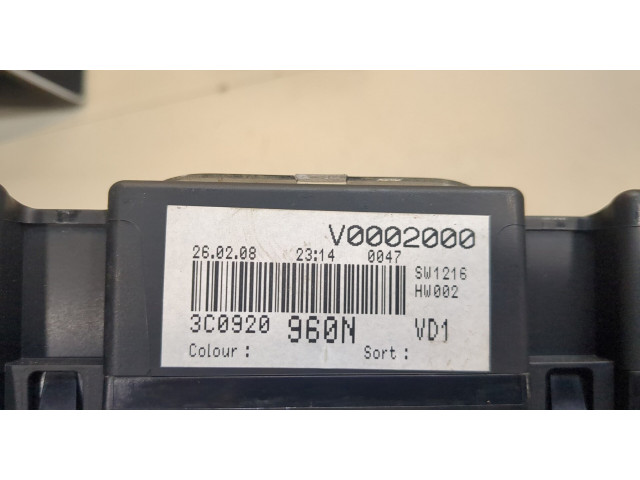 V0002000
26.02.08 23:14 0047
SW1216
HW002
3C0920 960N VD1
Colour : Sort :